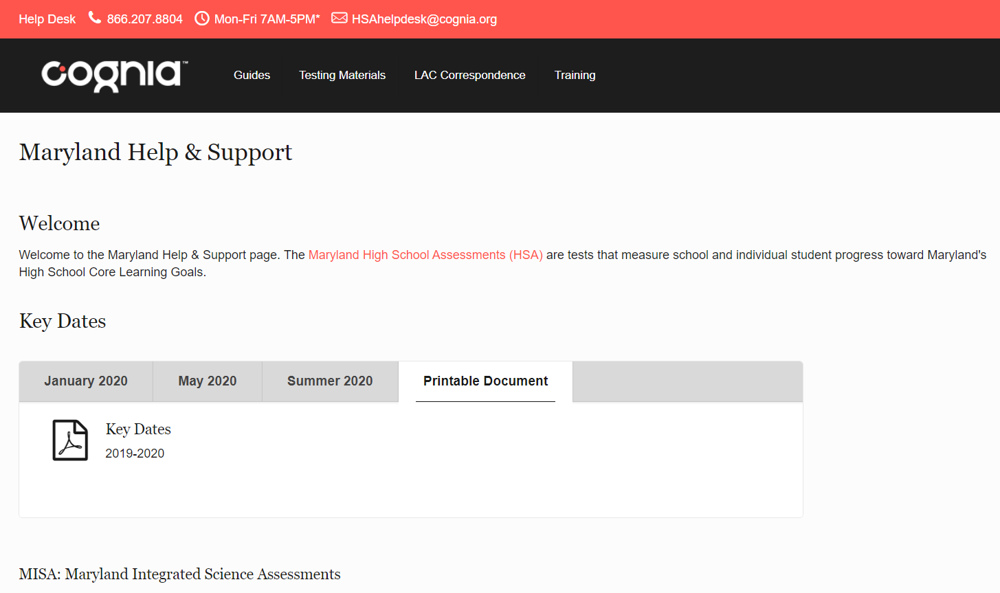 Help Desk 866.207.8804 Mon-Fri 7AM-5PM* HSAhelpdesk@cognia.org
cognia™ Guides Testing Materials LAC Correspondence Training
Maryland Help & Support
Welcome
Welcome to the Maryland Help & Support page. The Maryland High School Assessments (HSA) are tests that measure school and individual student progress toward Maryland's
High School Core Learning Goals.
Key Dates
January 2020 May 2020 Summer 2020 Printable Document
Key Dates
2019-2020
MISA: Maryland Integrated Science Assessments